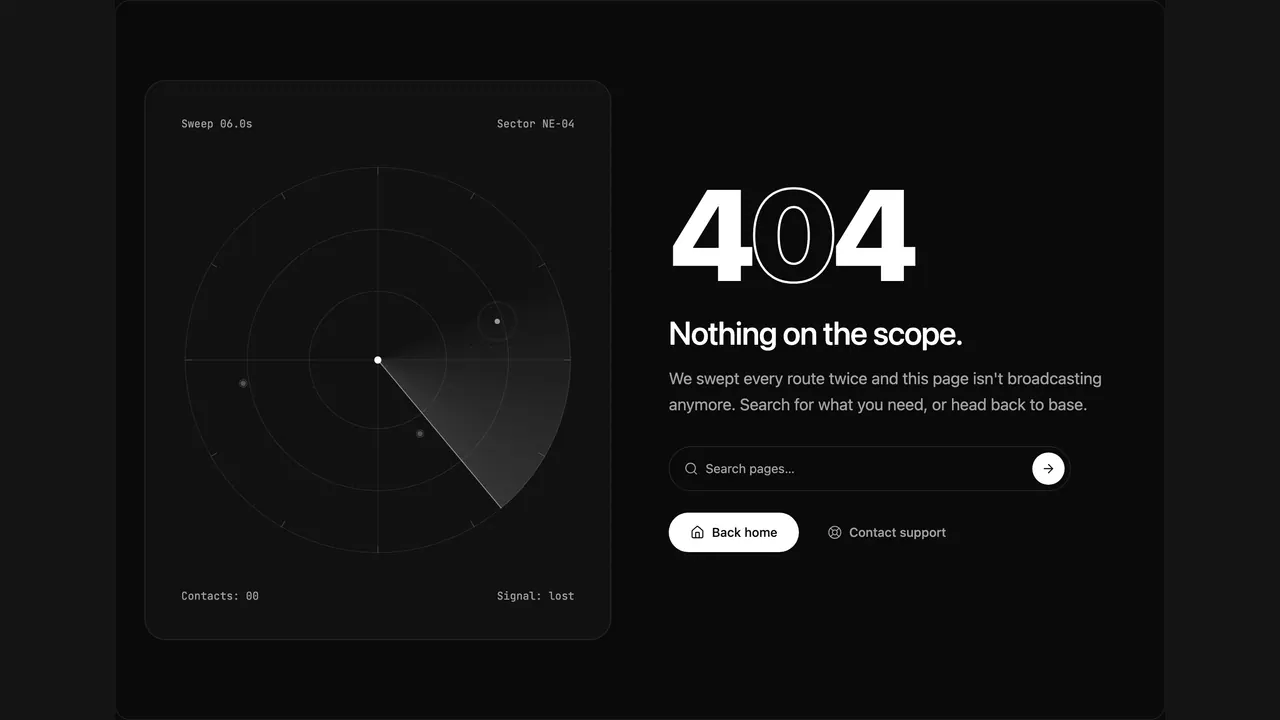 Sweep 06.0s
Sector NE-04
Contacts: 00
Signal: lost
404
Nothing on the scope.
We swept every route twice and this page isn't broadcasting
anymore. Search for what you need, or head back to base.
Search pages...
Back home
Contact support